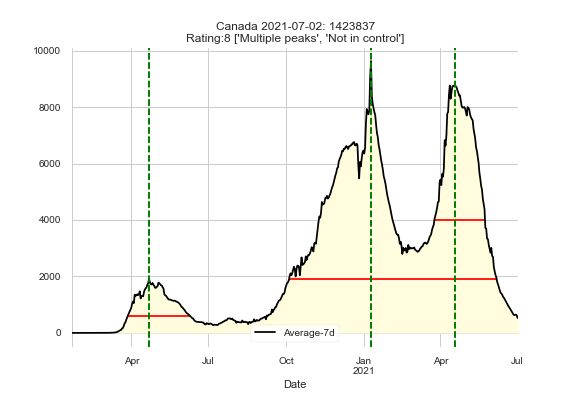 Canada 2021-07-02: 1423837
Rating:8 ['Multiple peaks', 'Not in control']
10000
8000
6000
4000
2000
0
Average-7d
Apr Jul Oct Jan Apr Jul
2021
Date